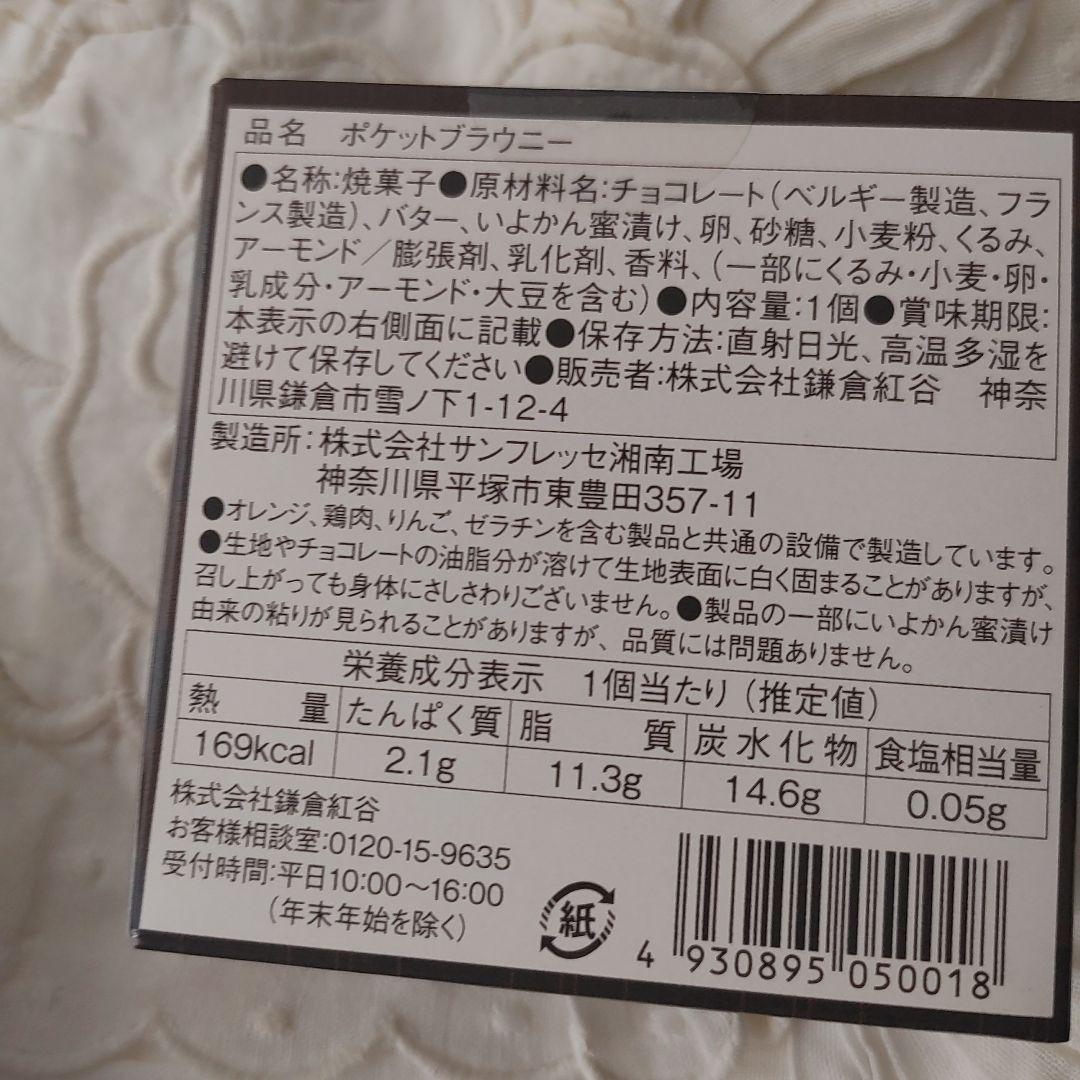 品名　ポケットブラウニー
●名称:焼菓子●原材料名:チョコレート(ベルギー製造、フラ
ンス製造)、バター、いよかん蜜漬け、卵、砂糖、小麦粉、くるみ、
アーモンド／膨張剤、乳化剤、香料、(一部にくるみ・小麦・卵・
乳成分・アーモンド・大豆を含む)●内容量:1個●賞味期限:
本表示の右側面に記載●保存方法:直射日光、高温多湿を
避けて保存してください●販売者:株式会社鎌倉紅谷　神奈
川県鎌倉市雪ノ下1-12-4
製造所:株式会社サンフレッセ湘南工場
神奈川県平塚市東豊田357-11
●オレンジ、鶏肉、りんご、ゼラチンを含む製品と共通の設備で製造しています。
●生地やチョコレートの油脂分が溶けて生地表面に白く固まることがありますが、
召し上がっても身体にさしさわりございません。●製品の一部にいよかん蜜漬け
由来の粘りが見られることがありますが、品質には問題ありません。
栄養成分表示　1個当たり(推定値)
熱量 たんぱく質 脂質 炭水化物 食塩相当量
169kcal 2.1g 11.3g 14.6g 0.05g
株式会社鎌倉紅谷
お客様相談室:0120-15-9635
受付時間:平日10:00〜16:00
(年末年始を除く)
紙
4 930895 050018